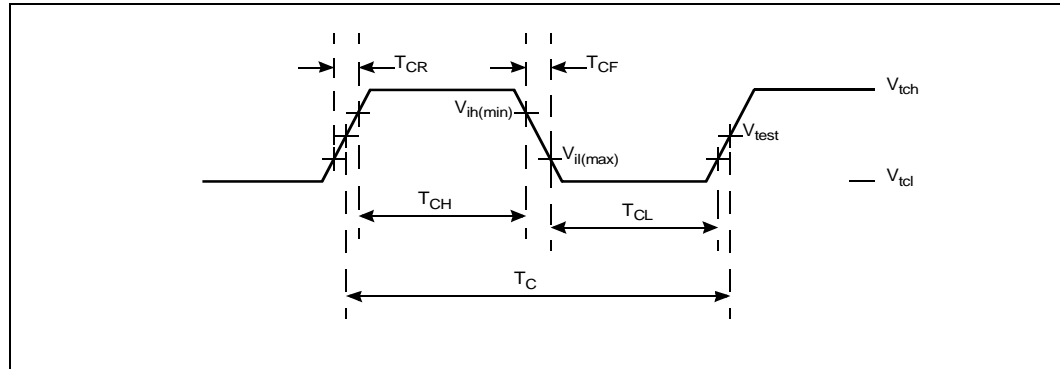 TCR
TCF
Vtch
Vih(min)
Vtest
Vil(max)
Vtcl
TCH
TCL
TC